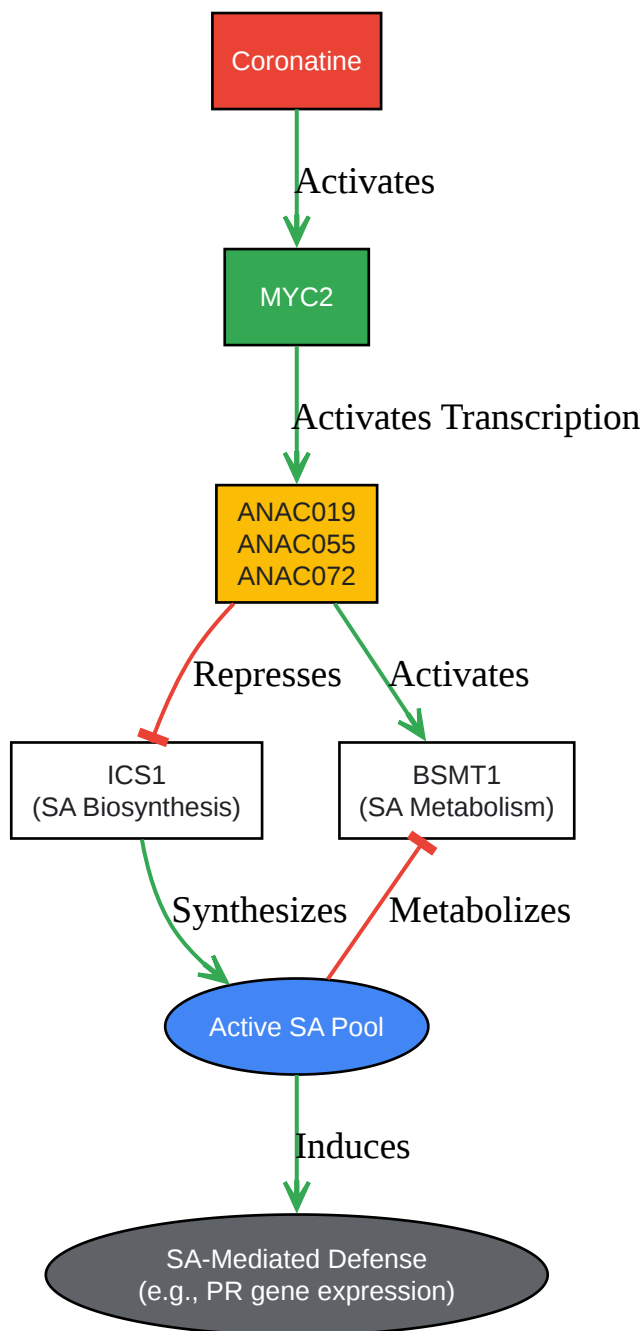 Coronatine
Activates
MYC2
Activates Transcription
ANAC019
ANAC055
ANAC072
Represses
Activates
ICS1
(SA Biosynthesis)
BSMT1
(SA Metabolism)
Synthesizes
Metabolizes
Active SA Pool
Induces
SA-Mediated Defense
(e.g., PR gene expression)